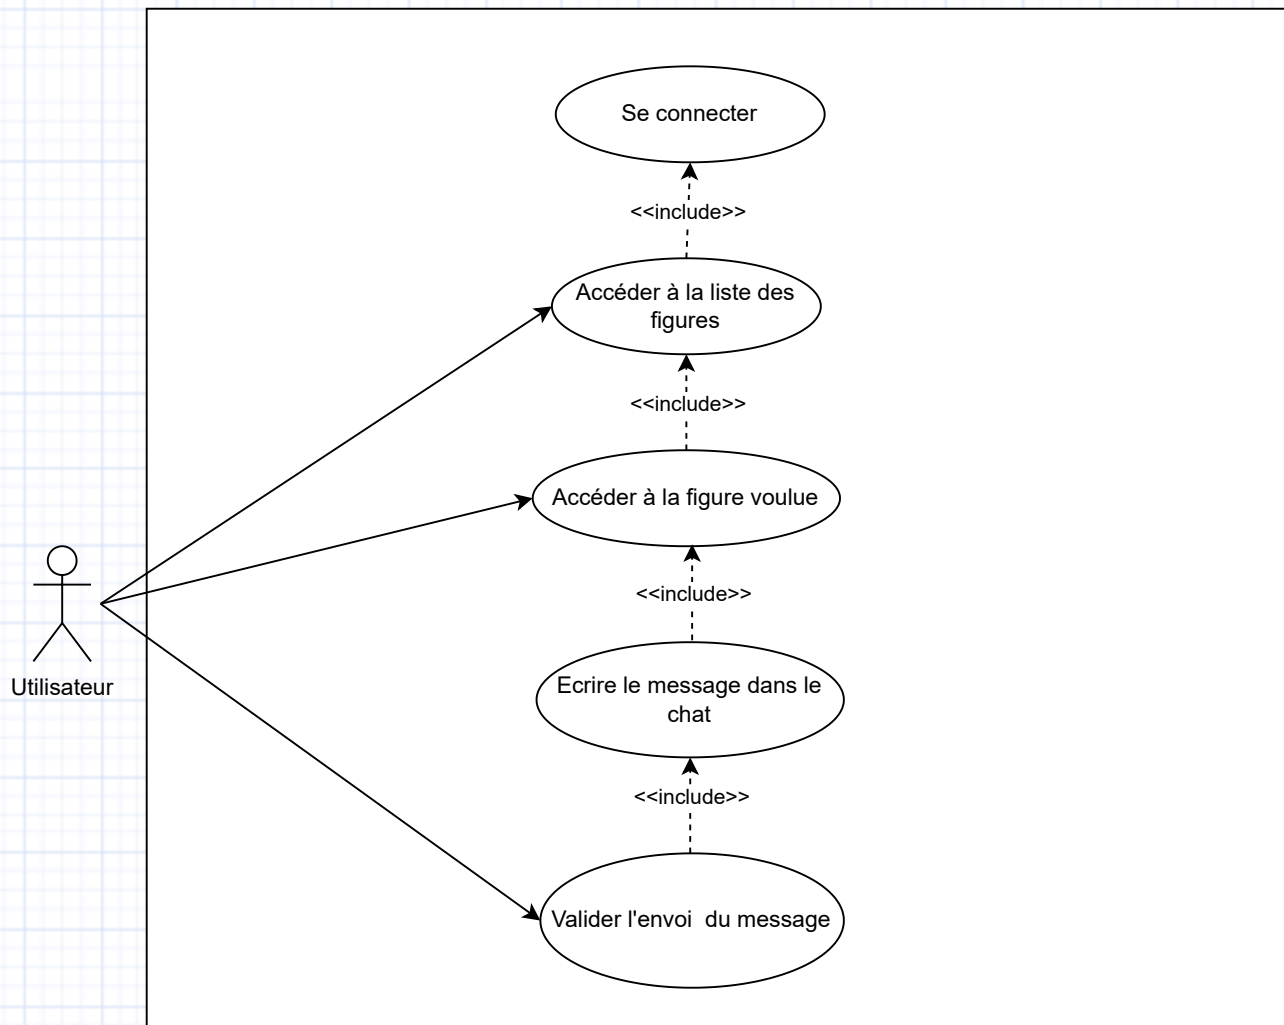 Se connecter
<<include>>
Accéder à la liste des
figures
<<include>>
Accéder à la figure voulue
<<include>>
Utilisateur
Ecrire le message dans le
chat
<<include>>
Valider l'envoi  du message